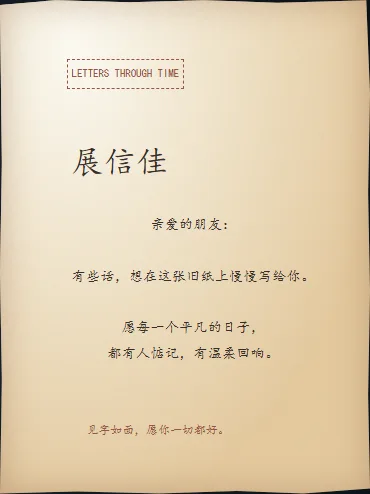 LETTERS THROUGH TIME
展信佳
亲爱的朋友：
有些话，想在这张旧纸上慢慢写给你。
愿每一个平凡的日子，
都有人惦记，有温柔回响。
见字如面，愿你一切都好。